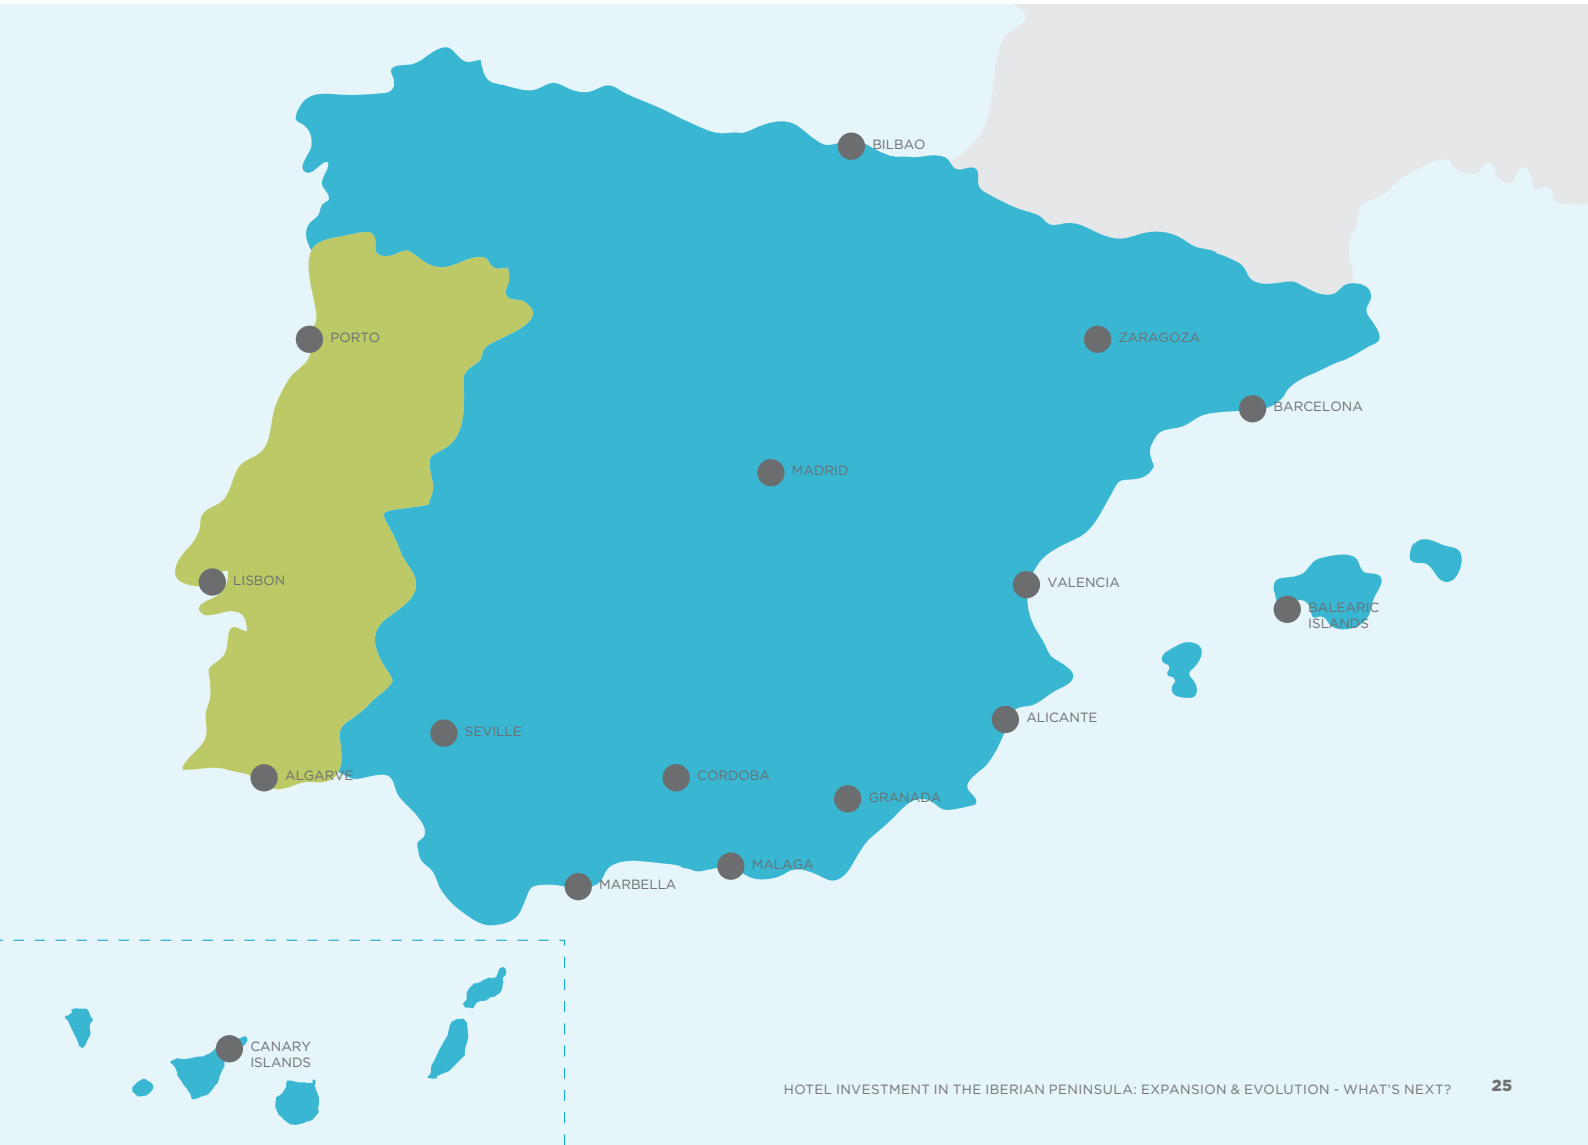 BILBAO
PORTO
ZARAGOZA
BARCELONA
MADRID
LISBON
VALENCIA
BALEARIC
ISLANDS
ALICANTE
SEVILLE
ALGARVE
CORDOBA
GRANADA
MALAGA
MARBELLA
CANARY
ISLANDS
HOTEL INVESTMENT IN THE IBERIAN PENINSULA: EXPANSION & EVOLUTION - WHAT'S NEXT? 25